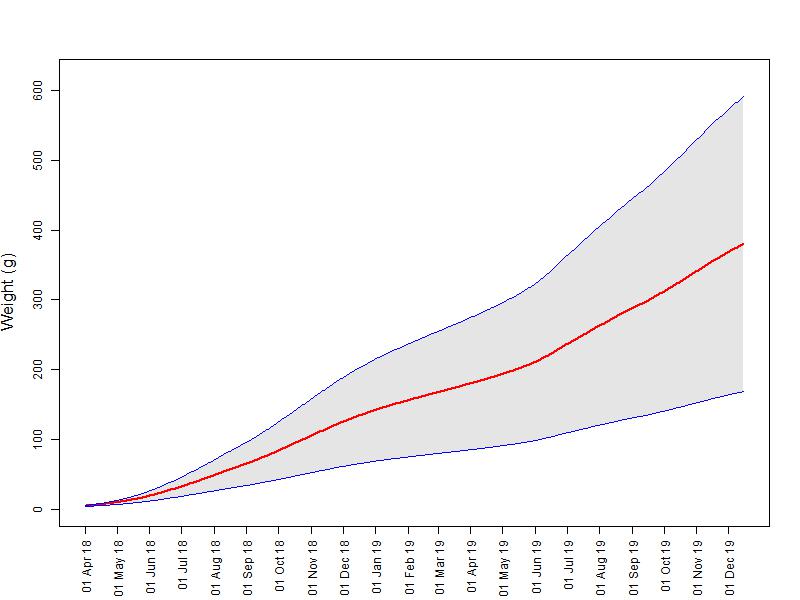 Weight (g)
600
500
400
300
200
100
0
01 Apr 18
01 May 18
01 Jun 18
01 Jul 18
01 Aug 18
01 Sep 18
01 Oct 18
01 Nov 18
01 Dec 18
01 Jan 19
01 Feb 19
01 Mar 19
01 Apr 19
01 May 19
01 Jun 19
01 Jul 19
01 Aug 19
01 Sep 19
01 Oct 19
01 Nov 19
01 Dec 19